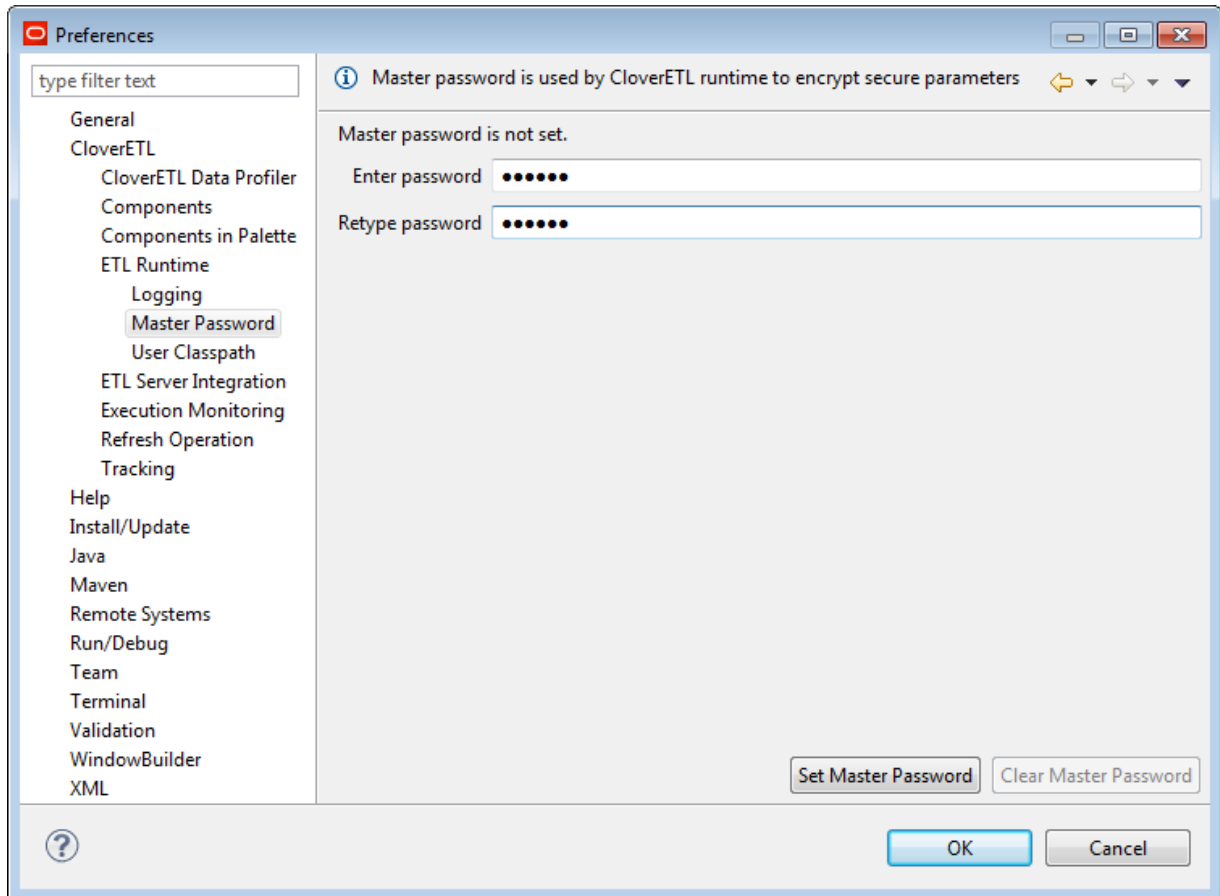 Preferences
type filter text
General
CloverETL
CloverETL Data Profiler
Components
Components in Palette
ETL Runtime
Logging
Master Password
User Classpath
ETL Server Integration
Execution Monitoring
Refresh Operation
Tracking
Help
Install/Update
Java
Maven
Remote Systems
Run/Debug
Team
Terminal
Validation
WindowBuilder
XML
Master password is used by CloverETL runtime to encrypt secure parameters
Master password is not set.
Enter password ●●●●●●
Retype password ●●●●●●
Set Master Password Clear Master Password
OK Cancel